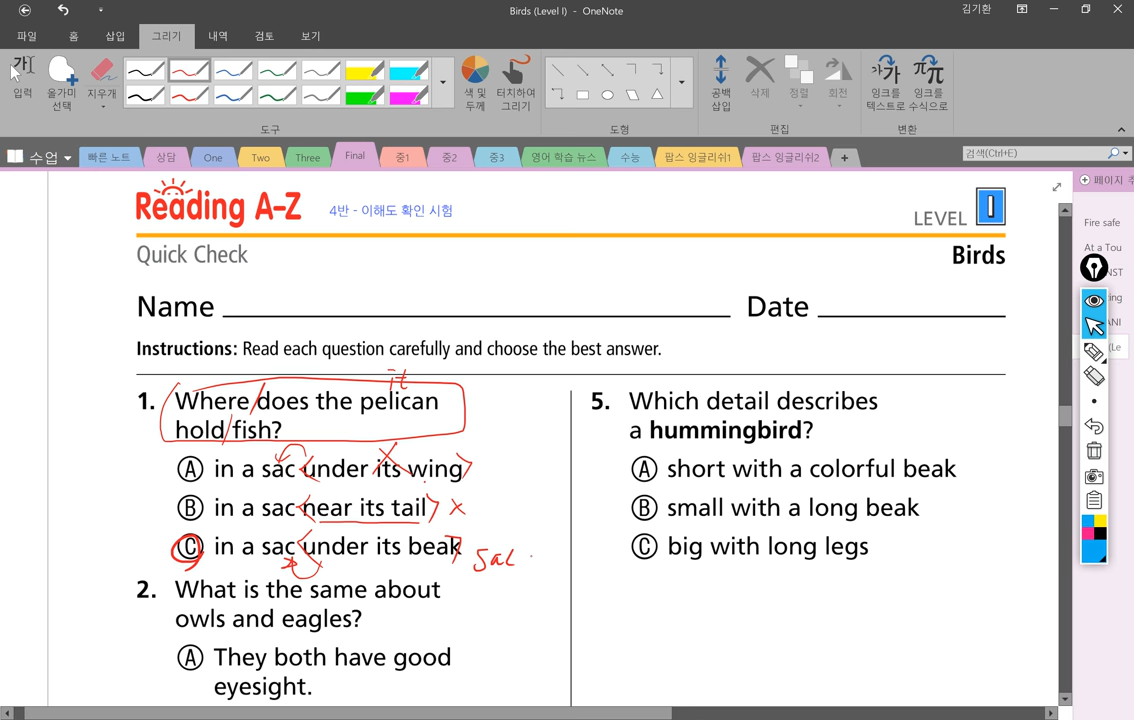 Birds (Level I) - OneNote
김기환
파일 홈 삽입 그리기 내역 검토 보기
입력
올가미 선택
지우개
색 및 두께
터치하여 그리기
공백 삽입
삭제
정렬
회전
잉크를 텍스트로
잉크를 수식으로
도구
도형
편집
변환
수업
빠른 노트 상담 One Two Three Final 중1 중2 중3 영어 학습 뉴스 수능 팝스 잉글리쉬1 팝스 잉글리쉬2
검색(Ctrl+E)
페이지 추
Fire safe
At a Tou
NST
ing
ANI
(Le
Reading A-Z
4반 - 이해도 확인 시험
LEVEL I
Quick Check
Birds
Name
Date
Instructions: Read each question carefully and choose the best answer.
it
1. Where does the pelican
hold fish?
A in a sac under its wing
B in a sac near its tail x
C in a sac under its beak
sac
2. What is the same about
owls and eagles?
A They both have good
eyesight.
5. Which detail describes
a hummingbird?
A short with a colorful beak
B small with a long beak
C big with long legs